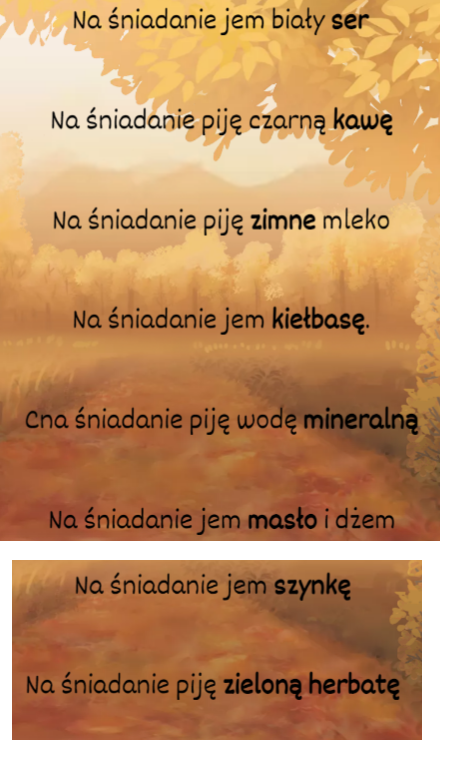 Na śniadanie jem biały ser
Na śniadanie piję czarną kawę
Na śniadanie piję zimne mleko
Na śniadanie jem kiełbasę.
Cna śniadanie piję wodę mineralną
Na śniadanie jem masło i dżem
Na śniadanie jem szynkę
Na śniadanie piję zieloną herbatę